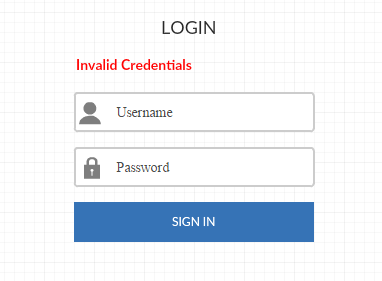 LOGIN
Invalid Credentials
Username
Password
SIGN IN